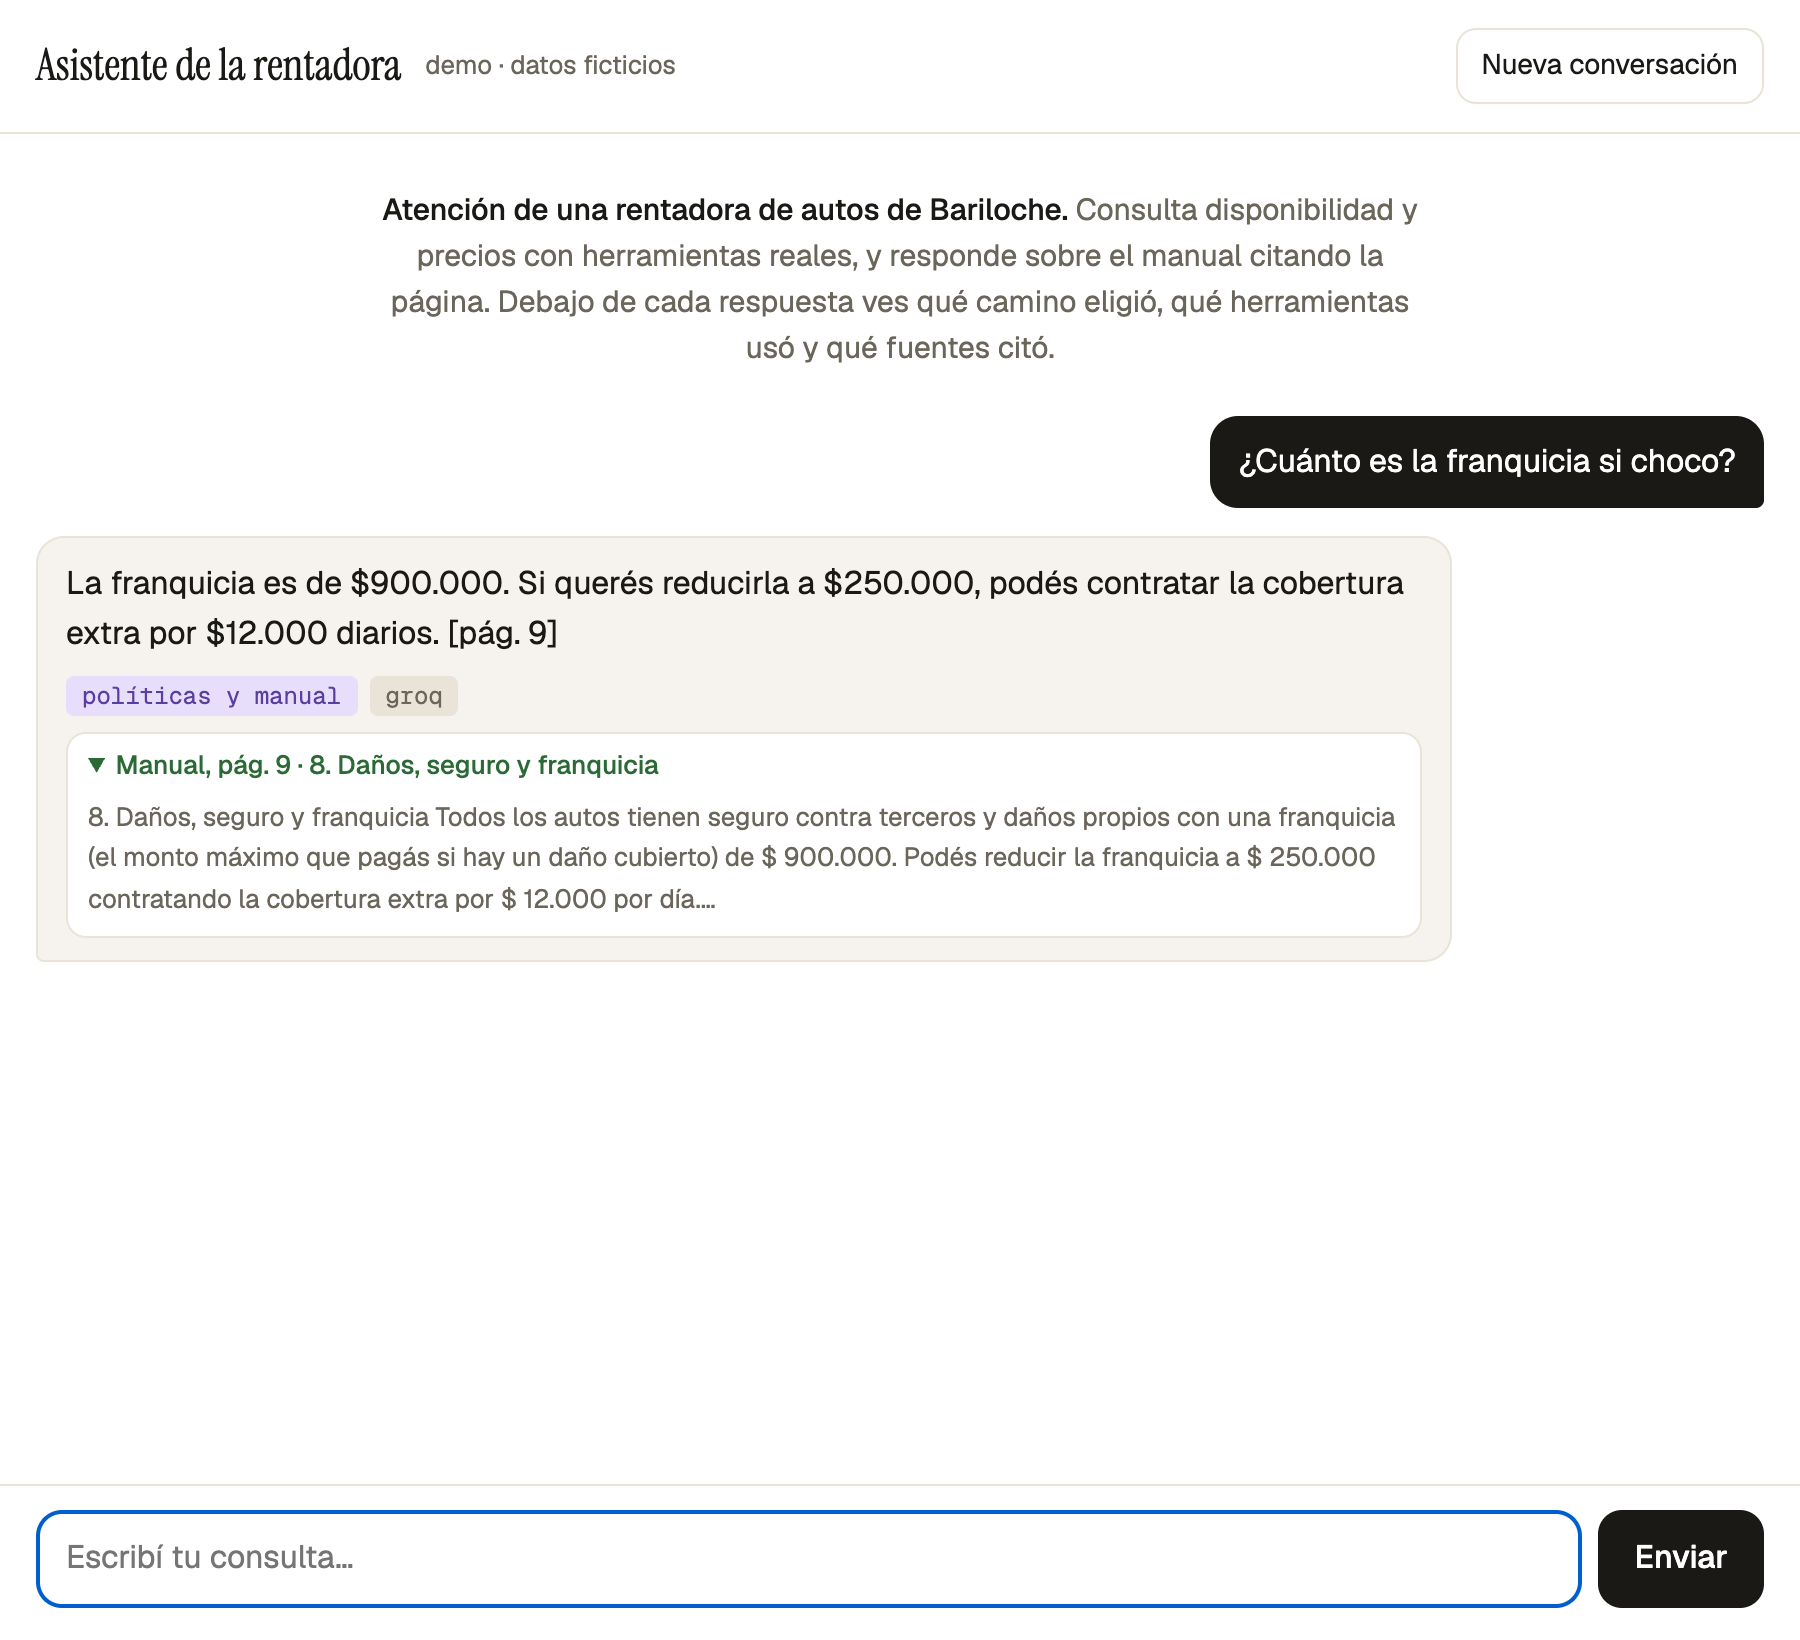 Asistente de la rentadora demo · datos ficticios
Nueva conversación
Atención de una rentadora de autos de Bariloche. Consulta disponibilidad y
precios con herramientas reales, y responde sobre el manual citando la
página. Debajo de cada respuesta ves qué camino eligió, qué herramientas
usó y qué fuentes citó.
¿Cuánto es la franquicia si choco?
La franquicia es de $900.000. Si querés reducirla a $250.000, podés contratar la cobertura
extra por $12.000 diarios. [pág. 9]
políticas y manual groq
▼ Manual, pág. 9 · 8. Daños, seguro y franquicia
8. Daños, seguro y franquicia Todos los autos tienen seguro contra terceros y daños propios con una franquicia
(el monto máximo que pagás si hay un daño cubierto) de $ 900.000. Podés reducir la franquicia a $ 250.000
contratando la cobertura extra por $ 12.000 por día.…
Escribí tu consulta…
Enviar